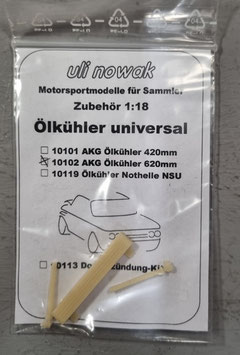 uli nowak
Motorsportmodelle für Sammler
Zubehör 1:18
Ölkühler universal
10101 AKG Ölkühler 420mm
10102 AKG Ölkühler 620mm
10119 Ölkühler Nothelle NSU
10113